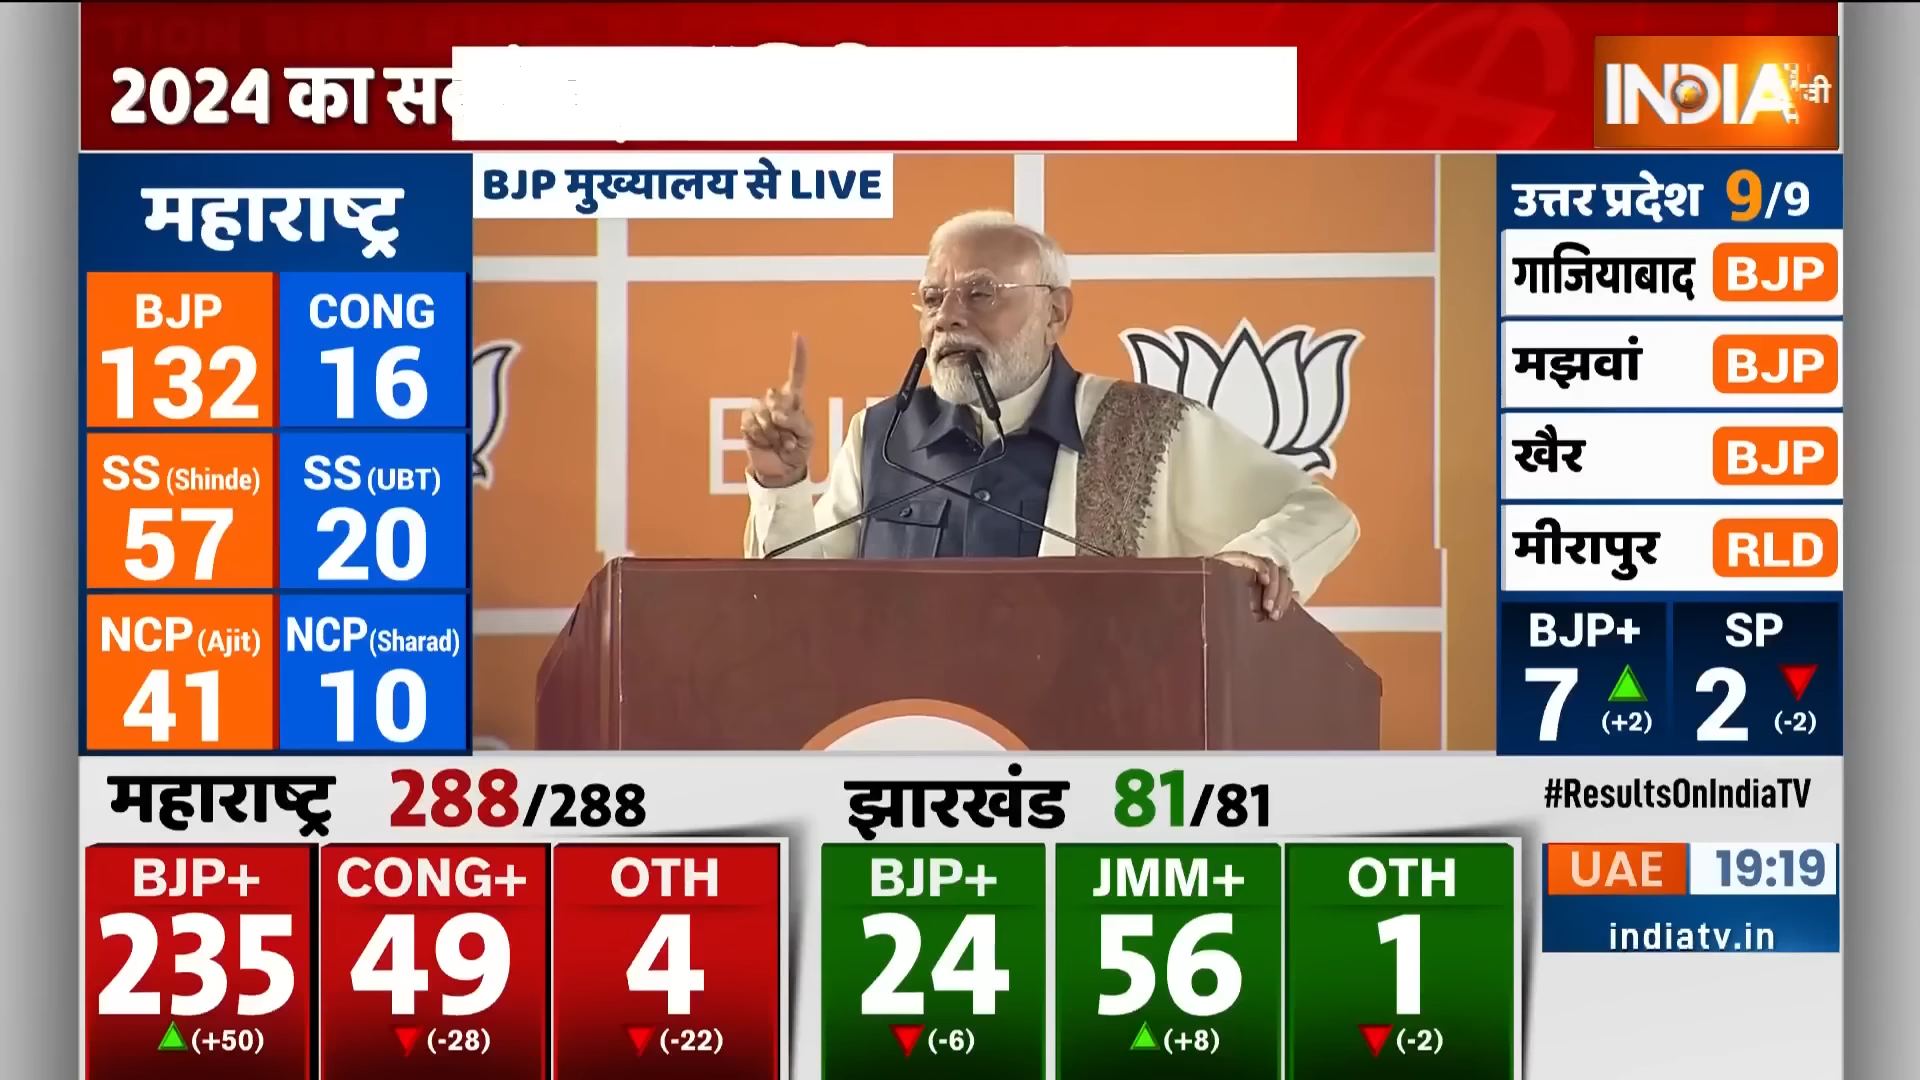 2024 का
INDIA
BJP मुख्यालय से LIVE
महाराष्ट्र
BJP
132
CONG
16
SS (Shinde)
57
SS (UBT)
20
NCP (Ajit)
41
NCP (Sharad)
10
उत्तर प्रदेश 9/9
गाजियाबाद BJP
मझवां BJP
खैर BJP
मीरापुर RLD
BJP+
7
(+2)
SP
2
(-2)
महाराष्ट्र 288/288
BJP+
235
(+50)
CONG+
49
(-28)
OTH
4
(-22)
झारखंड 81/81
BJP+
24
(-6)
JMM+
56
(+8)
OTH
1
(-2)
#ResultsOnIndiaTV
UAE 19:19
indiatv.in